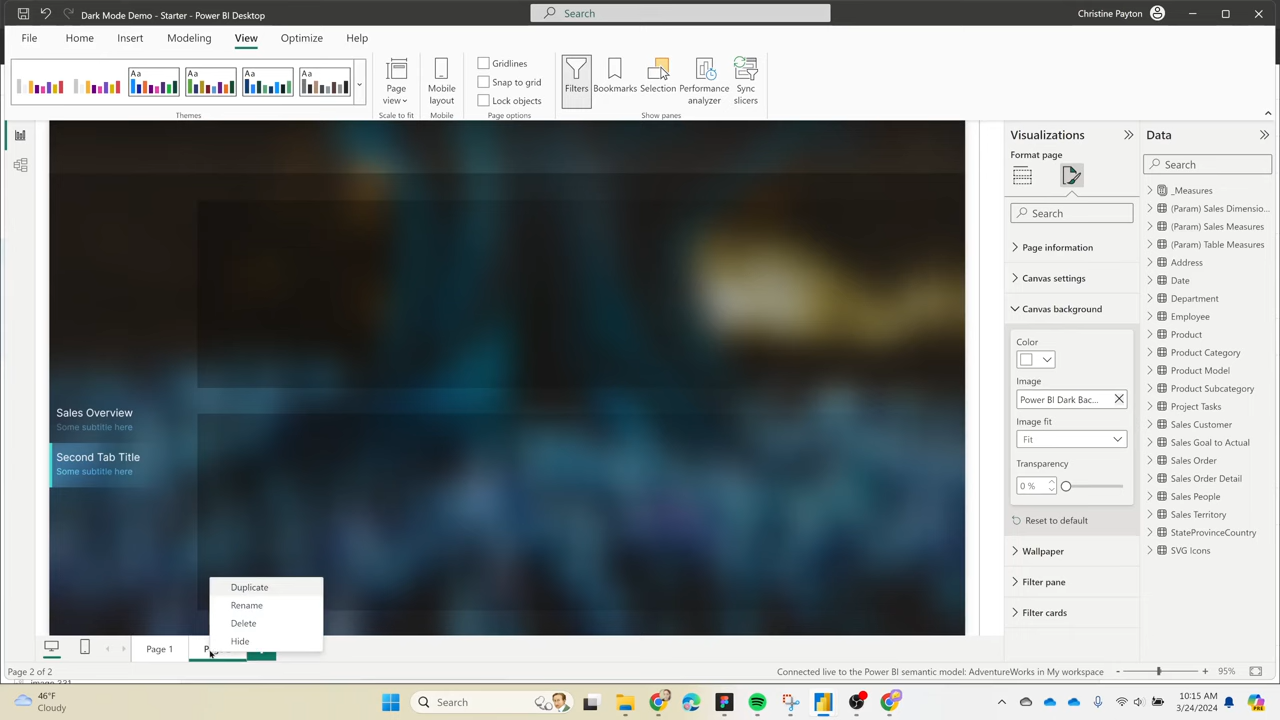 Dark Mode Demo - Starter - Power BI Desktop
Search
Christine Payton
File Home Insert Modeling View Optimize Help
Aa Aa Aa Aa
Themes
Page view
Scale to fit
Mobile layout
Mobile
Gridlines
Snap to grid
Lock objects
Page options
Filters
Bookmarks
Selection
Performance analyzer
Sync slicers
Show panes
Visualizations
Format page
Search
Page information
Canvas settings
Canvas background
Color
Image
Power BI Dark Bac...
Image fit
Fit
Transparency
0 %
Reset to default
Wallpaper
Filter pane
Filter cards
Data
Search
_Measures
(Param) Sales Dimensio...
(Param) Sales Measures
(Param) Table Measures
Address
Date
Department
Employee
Product
Product Category
Product Model
Product Subcategory
Project Tasks
Sales Customer
Sales Goal to Actual
Sales Order
Sales Order Detail
Sales People
Sales Territory
StateProvinceCountry
SVG Icons
Sales Overview
Some subtitle here
Second Tab Title
Some subtitle here
Duplicate
Rename
Delete
Hide
Page 1
Page 2 of 2
Connected live to the Power BI semantic model: AdventureWorks in My workspace
95%
46°F
Cloudy
Search
10:15 AM
3/24/2024